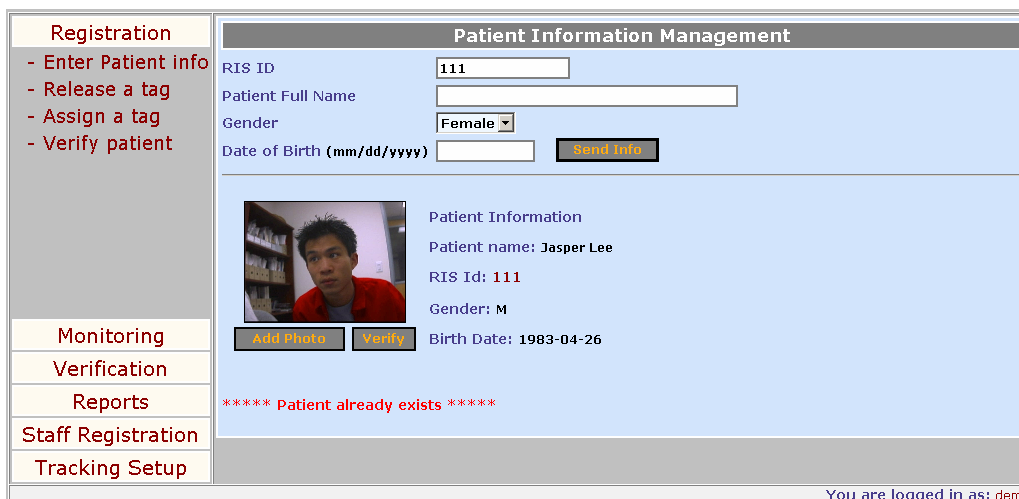 Registration
- Enter Patient info
- Release a tag
- Assign a tag
- Verify patient
Monitoring
Verification
Reports
Staff Registration
Tracking Setup
Patient Information Management
RIS ID 111
Patient Full Name
Gender Female
Date of Birth (mm/dd/yyyy) Send Info
Patient Information
Patient name: Jasper Lee
RIS Id: 111
Gender: M
Add Photo Verify Birth Date: 1983-04-26
***** Patient already exists *****
You are logged in as: